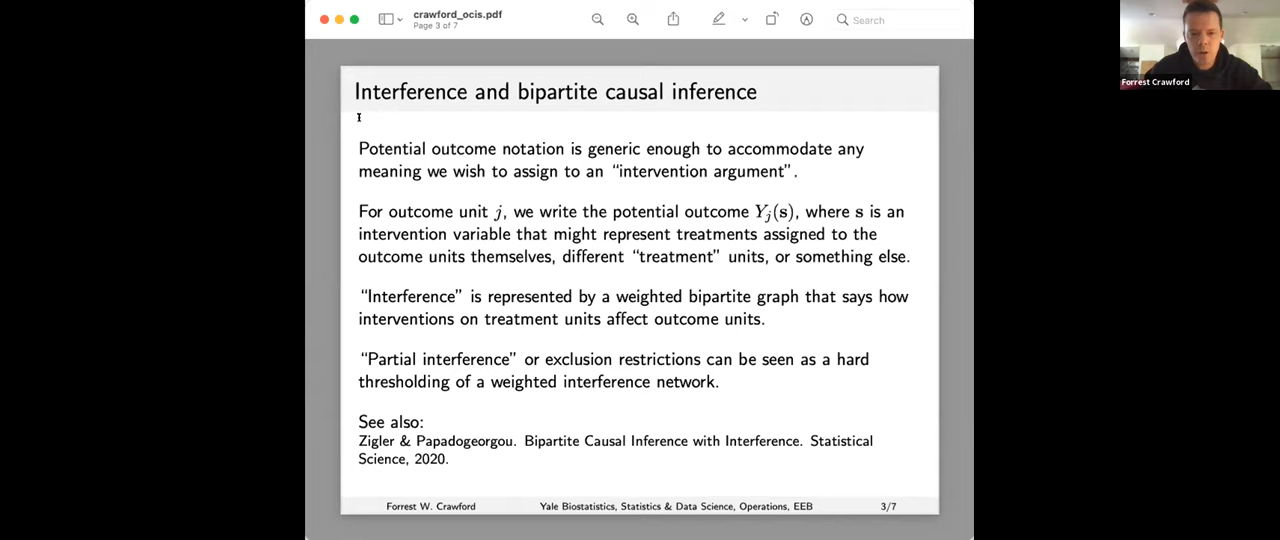 crawford_ocis.pdf
Page 3 of 7
Search
Forrest Crawford
Interference and bipartite causal inference
Potential outcome notation is generic enough to accommodate any
meaning we wish to assign to an “intervention argument”.
For outcome unit j, we write the potential outcome Yj(s), where s is an
intervention variable that might represent treatments assigned to the
outcome units themselves, different “treatment” units, or something else.
“Interference” is represented by a weighted bipartite graph that says how
interventions on treatment units affect outcome units.
“Partial interference” or exclusion restrictions can be seen as a hard
thresholding of a weighted interference network.
See also:
Zigler & Papadogeorgou. Bipartite Causal Inference with Interference. Statistical
Science, 2020.
Forrest W. Crawford Yale Biostatistics, Statistics & Data Science, Operations, EEB 3/7